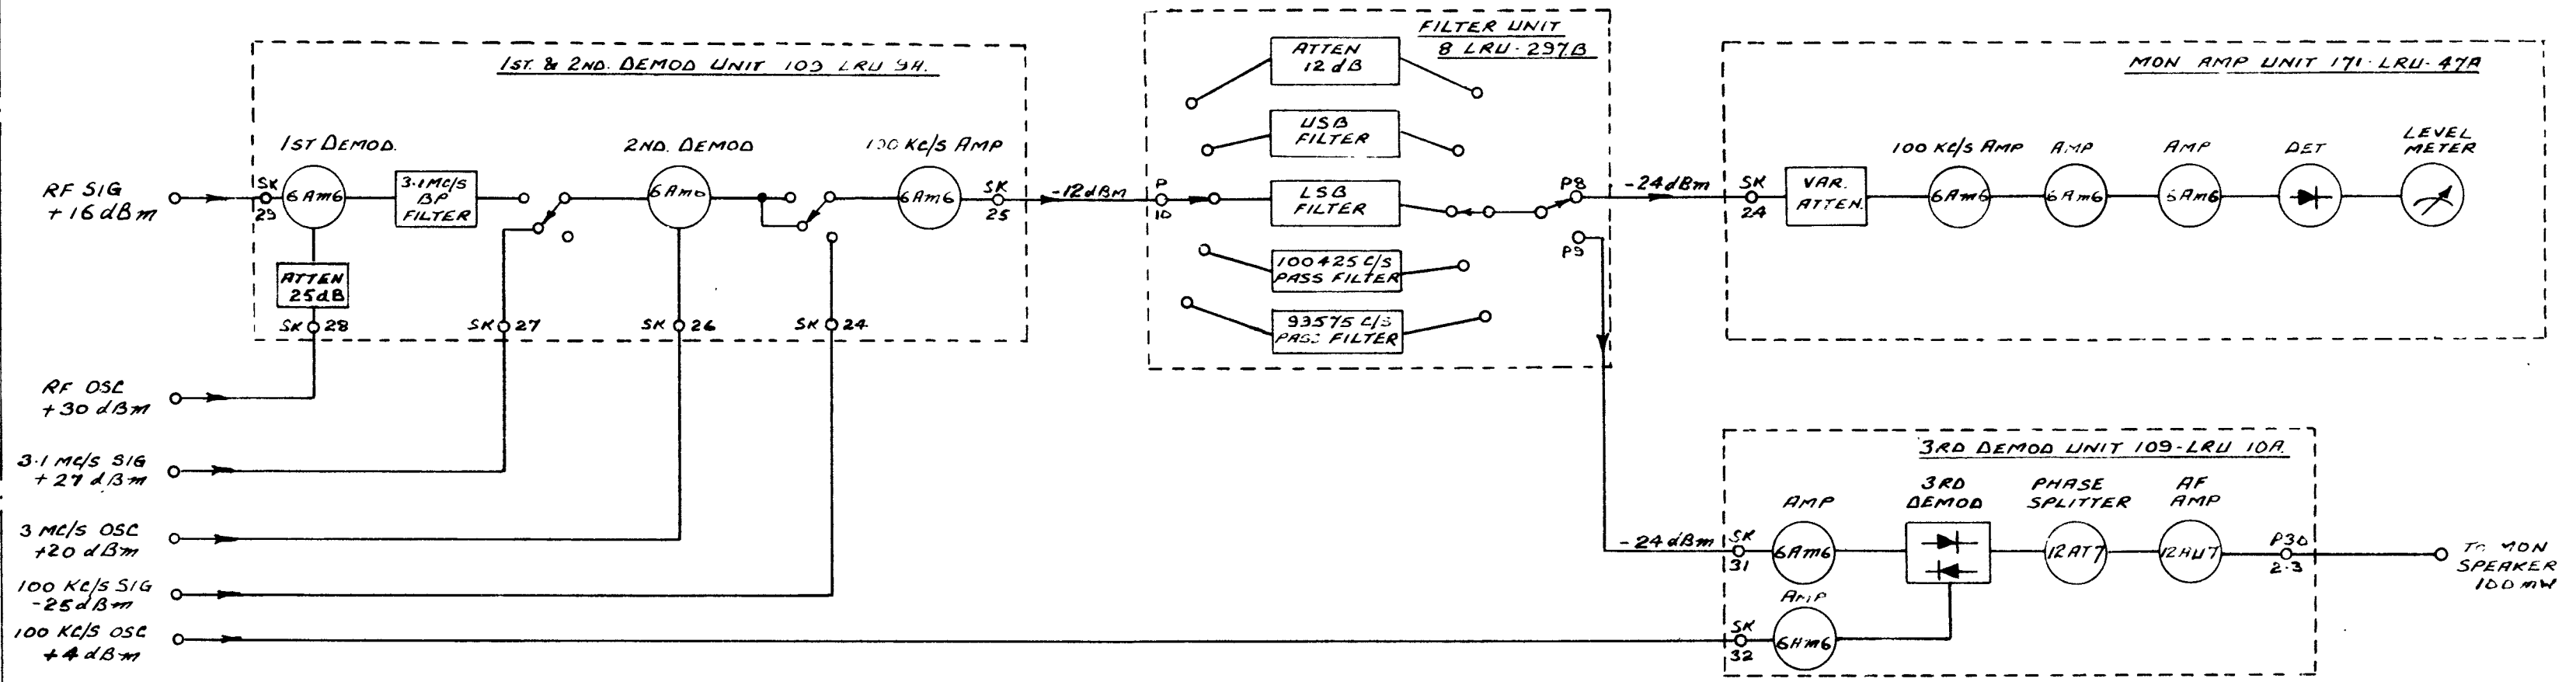 1ST. & 2ND. DEMOD UNIT 109 LRU 9A.
FILTER UNIT
8 LRU-297B
MON AMP UNIT 171-LRU-47A
RF SIG
+16 dBm
SK
29
1ST DEMOD.
6AM6
3.1 MC/S
BP
FILTER
2ND. DEMOD
6AM6
100 KC/S AMP
6AM6
SK
25
ATTEN
25dB
SK 28
SK 27
SK 26
SK 24
-12dBm
P
10
ATTEN
12 dB
USB
FILTER
LSB
FILTER
100425 C/S
PASS FILTER
93575 C/S
PASS FILTER
P8
P9
-24dBm
SK
24
VAR.
ATTEN.
100 KC/S AMP
6AM6
AMP
6AM6
AMP
6AM6
DET
LEVEL
METER
RF OSC
+30 dBm
3.1 MC/S SIG
+27 dBm
3 MC/S OSC
+20 dBm
100 KC/S SIG
-25dBm
100 KC/S OSC
+4 dBm
3RD DEMOD UNIT 109-LRU 10A.
-24 dBm
SK
31
AMP
6AM6
3RD
DEMOD
PHASE
SPLITTER
12AT7
AF
AMP
12AU7
P30
2.3
TO MON
SPEAKER
100 MW
AMP
6AM6
SK
32